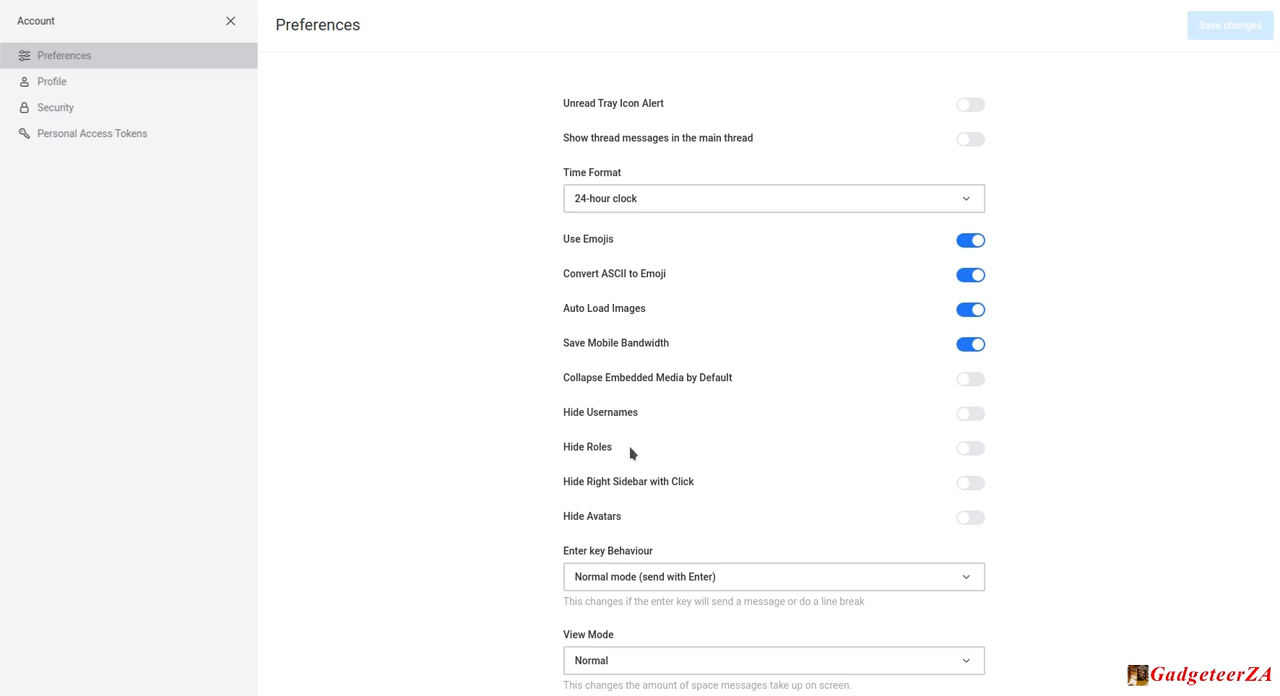 Account
Preferences
Save changes
Preferences
Profile
Security
Personal Access Tokens
Unread Tray Icon Alert
Show thread messages in the main thread
Time Format
24-hour clock
Use Emojis
Convert ASCII to Emoji
Auto Load Images
Save Mobile Bandwidth
Collapse Embedded Media by Default
Hide Usernames
Hide Roles
Hide Right Sidebar with Click
Hide Avatars
Enter key Behaviour
Normal mode (send with Enter)
This changes if the enter key will send a message or do a line break
View Mode
Normal
This changes the amount of space messages take up on screen.
GadgeteerZA